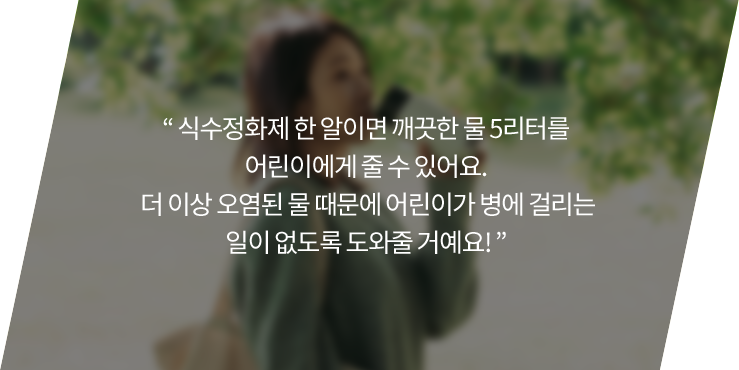 “ 식수정화제 한 알이면 깨끗한 물 5리터를
어린이에게 줄 수 있어요.
더 이상 오염된 물 때문에 어린이가 병에 걸리는
일이 없도록 도와줄 거예요! ”